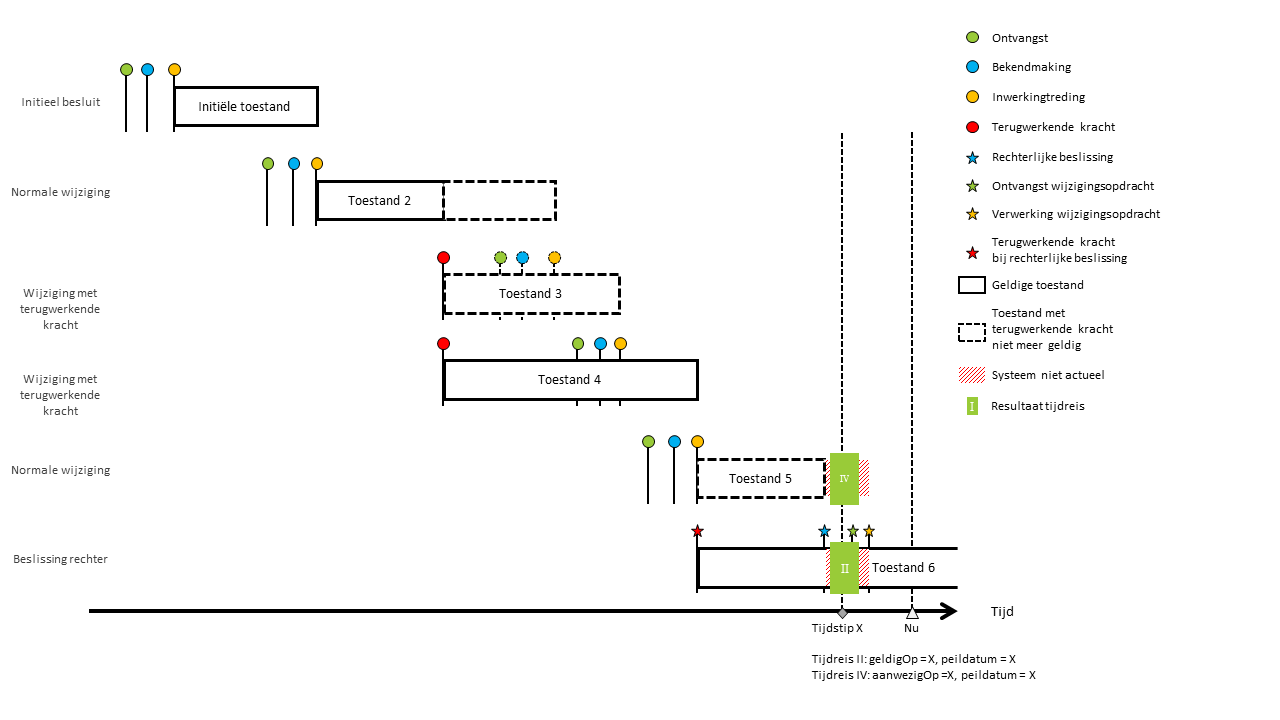 Initieel besluit
Initiële toestand
Normale wijziging
Toestand 2
Wijziging met
terugwerkende
kracht
Toestand 3
Wijziging met
terugwerkende
kracht
Toestand 4
Normale wijziging
Toestand 5
IV
Beslissing rechter
II
Toestand 6
Tijd
Tijdstip X
Nu
Tijdreis II: geldigOp = X, peildatum = X
Tijdreis IV: aanwezigOp =X, peildatum = X
Ontvangst
Bekendmaking
Inwerkingtreding
Terugwerkende kracht
Rechterlijke beslissing
Ontvangst wijzigingsopdracht
Verwerking wijzigingsopdracht
Terugwerkende kracht
bij rechterlijke beslissing
Geldige toestand
Toestand met
terugwerkende kracht
niet meer geldig
Systeem niet actueel
I
Resultaat tijdreis